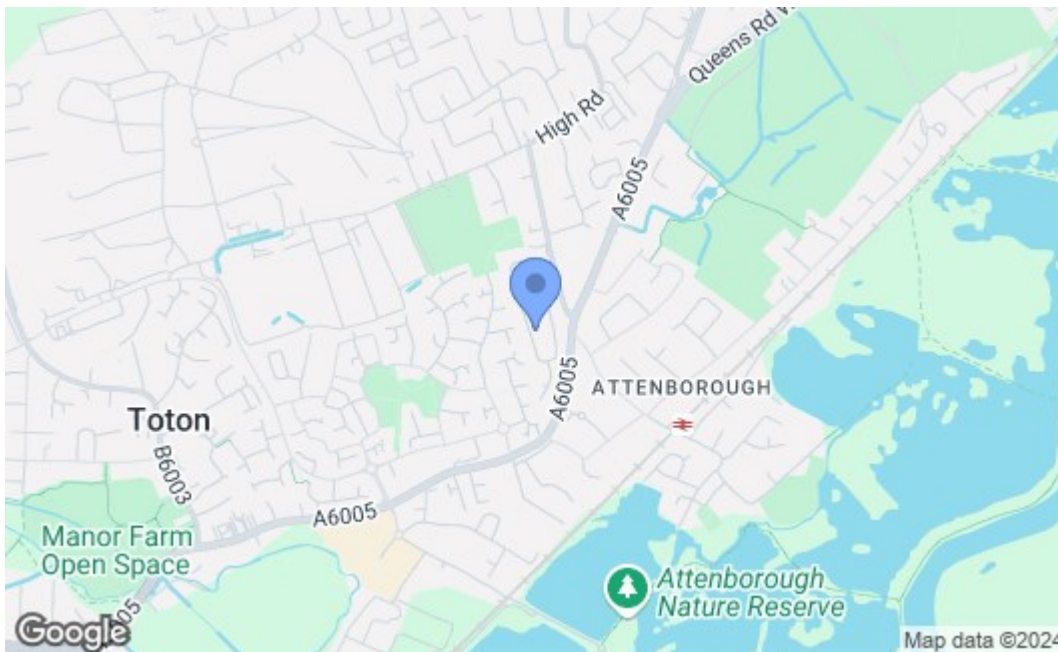 Queens Rd W
High Rd
A6005
A6005
ATTENBOROUGH
Toton
B6003
A6005
Manor Farm
Open Space
Attenborough
Nature Reserve
Google
Map data ©2024